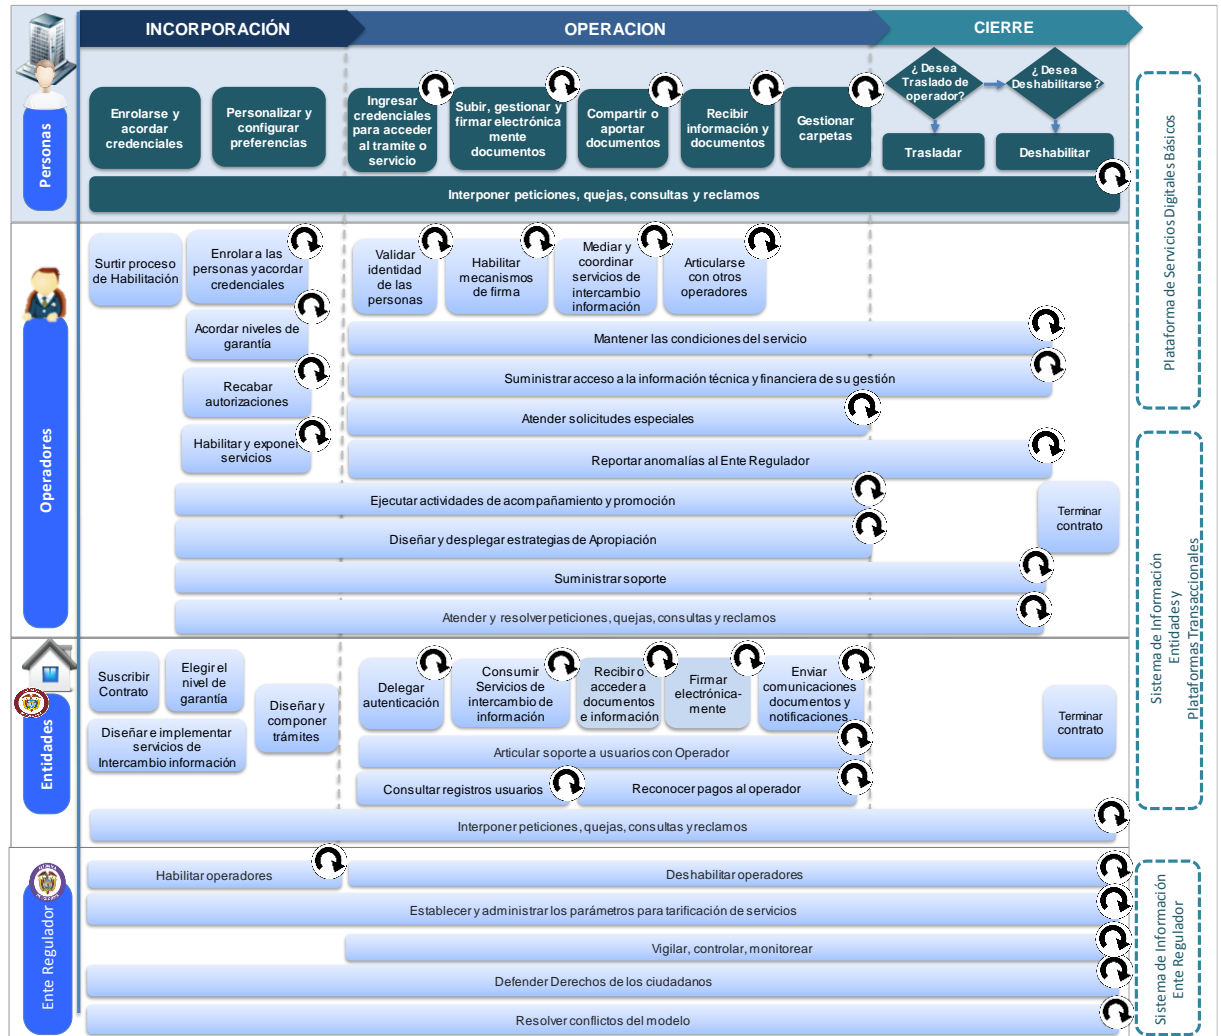 INCORPORACIÓN
OPERACION
CIERRE
Personas
Enrolarse y
acordar
credenciales
Personalizar y
configurar
preferencias
Ingresar
credenciales
para acceder
al tramite o
servicio
Subir, gestionar y
firmar electrónica
mente
documentos
Compartir o
aportar
documentos
Recibir
información y
documentos
Gestionar
carpetas
¿ Desea
Traslado de
operador?
¿ Desea
Deshabilitarse ?
Trasladar
Deshabilitar
Interponer peticiones, quejas, consultas y reclamos
Operadores
Surtir proceso
de Habilitación
Enrolar a las
personas y acordar
credenciales
Acordar niveles de
garantía
Recabar
autorizaciones
Habilitar y exponer
servicios
Validar
identidad
de las
personas
Habilitar
mecanismos
de firma
Mediar y
coordinar
servicios de
intercambio
información
Articularse
con otros
operadores
Mantener las condiciones del servicio
Suministrar acceso a la información técnica y financiera de su gestión
Atender solicitudes especiales
Reportar anomalías al Ente Regulador
Ejecutar actividades de acompañamiento y promoción
Diseñar y desplegar estrategias de Apropiación
Suministrar soporte
Atender y resolver peticiones, quejas, consultas y reclamos
Terminar
contrato
Entidades
Suscribir
Contrato
Elegir el
nivel de
garantía
Diseñar e implementar
servicios de
Intercambio información
Diseñar y
componer
trámites
Delegar
autenticación
Consumir
Servicios de
intercambio de
información
Recibir o
acceder a
documentos
e información
Firmar
electrónica-
mente
Enviar
comunicaciones
documentos y
notificaciones.
Articular soporte a usuarios con Operador
Consultar registros usuarios
Reconocer pagos al operador
Terminar
contrato
Interponer peticiones, quejas, consultas y reclamos
Ente Regulador
Habilitar operadores
Deshabilitar operadores
Establecer y administrar los parámetros para tarificación de servicios
Vigilar, controlar, monitorear
Defender Derechos de los ciudadanos
Resolver conflictos del modelo
Plataforma de Servicios Digitales Básicos
Sistema de Información
Entidades y
Plataformas Transaccionales
Sistema de Información
Ente Regulador